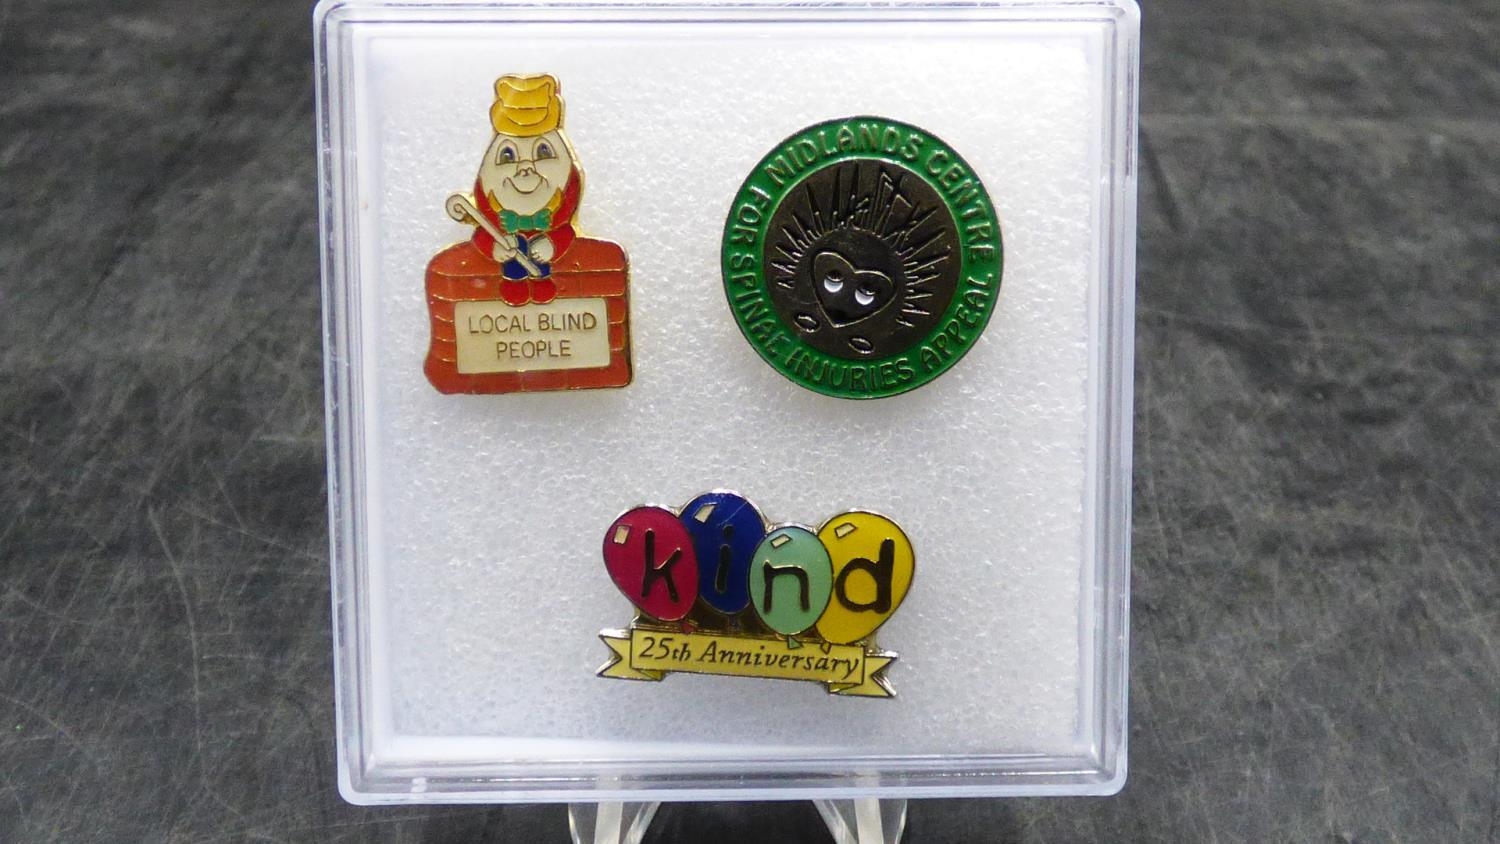 LOCAL BLIND
PEOPLE
MIDLANDS CENTRE
FOR SPINAL INJURIES APPEAL
kind
25th Anniversary